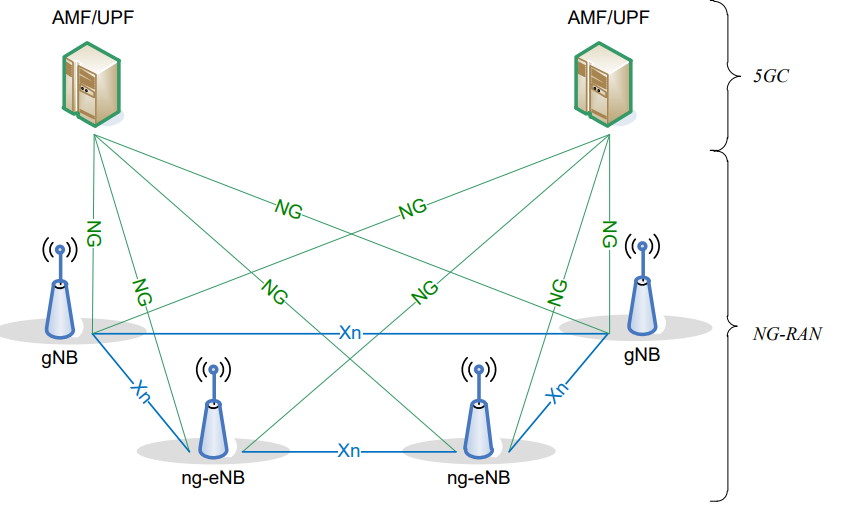 AMF/UPF
AMF/UPF
5GC
NG
NG
NG
NG
NG
NG
NG
NG
Xn
gNB
gNB
NG-RAN
Xn
Xn
Xn
ng-eNB
ng-eNB